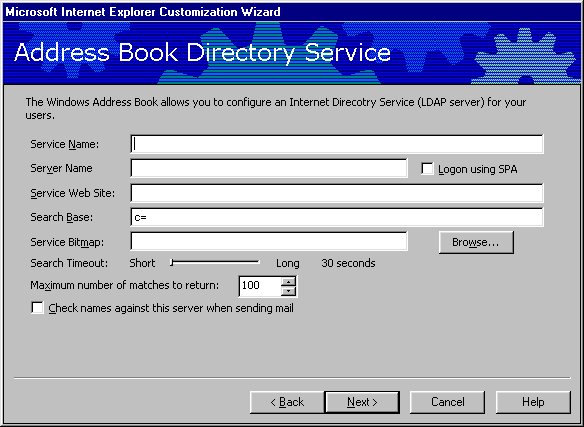 Microsoft Internet Explorer Customization Wizard
Address Book Directory Service
The Windows Address Book allows you to configure an Internet Direcotry Service (LDAP server) for your
users.
Service Name:
Server Name
Logon using SPA
Service Web Site:
Search Base:
c=
Service Bitmap:
Browse...
Search Timeout:
Short
Long
30 seconds
Maximum number of matches to return:
100
Check names against this server when sending mail
< Back
Next >
Cancel
Help